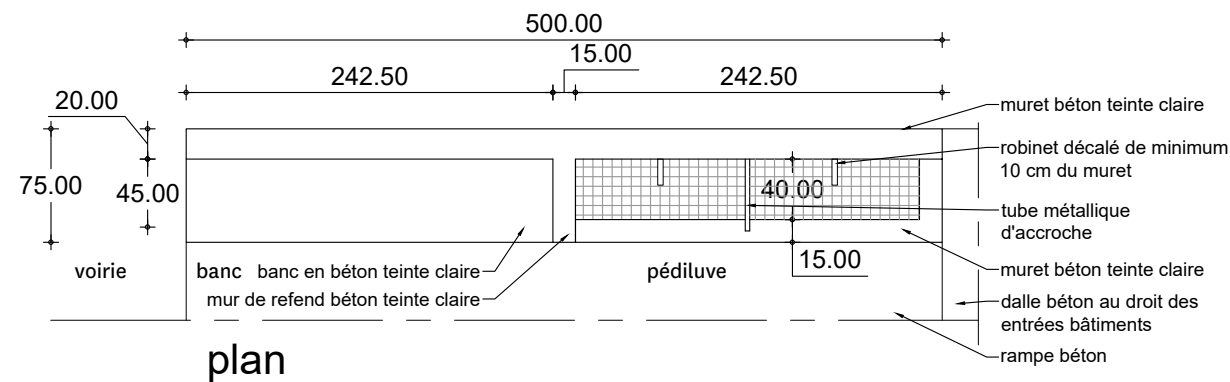 500.00
15.00
242.50
242.50
20.00
muret béton teinte claire
robinet décalé de minimum
10 cm du muret
75.00
45.00
40.00
tube métallique
d'accroche
voirie
banc
banc en béton teinte claire
pédiluve
15.00
muret béton teinte claire
mur de refend béton teinte claire
dalle béton au droit des
entrées bâtiments
rampe béton
plan